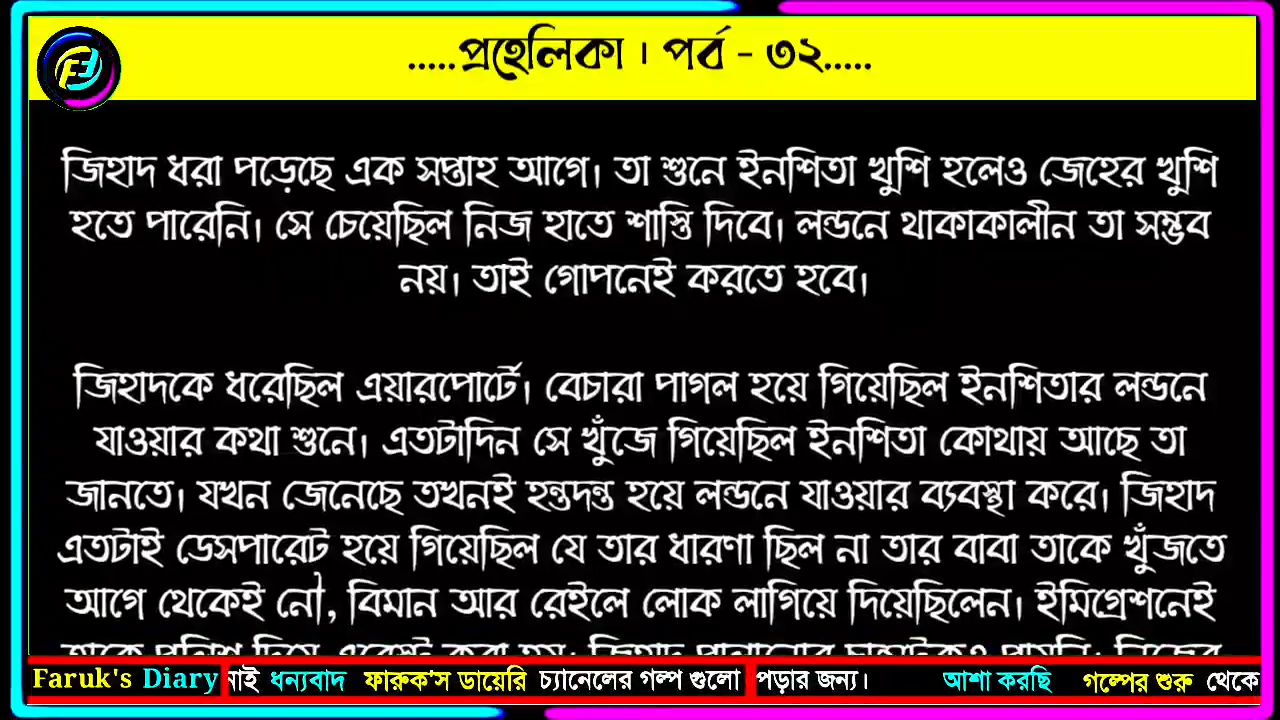 .....প্রহেলিকা । পর্ব - ৩২.....
জিহাদ ধরা পড়েছে এক সপ্তাহ আগে। তা শুনে ইনশিতা খুশি হলেও জেহের খুশি
হতে পারেনি। সে চেয়েছিল নিজ হাতে শাস্তি দিবে। লন্ডনে থাকাকালীন তা সম্ভব
নয়। তাই গোপনেই করতে হবে।
জিহাদকে ধরেছিল এয়ারপোর্টে। বেচারা পাগল হয়ে গিয়েছিল ইনশিতার লন্ডনে
যাওয়ার কথা শুনে। এতটাদিন সে খুঁজে গিয়েছিল ইনশিতা কোথায় আছে তা
জানতে। যখন জেনেছে তখনই হন্তদন্ত হয়ে লন্ডনে যাওয়ার ব্যবস্থা করে। জিহাদ
এতটাই ডেসপারেট হয়ে গিয়েছিল যে তার ধারণা ছিল না তার বাবা তাকে খুঁজতে
আগে থেকেই নৌ, বিমান আর রেইলে লোক লাগিয়ে দিয়েছিলেন। ইমিগ্রেশনেই
Faruk's Diary নাই ধন্যবাদ ফারুক'স ডায়েরি চ্যানেলের গল্প গুলো পড়ার জন্য। আশা করছি গল্পের শুরু থেকে